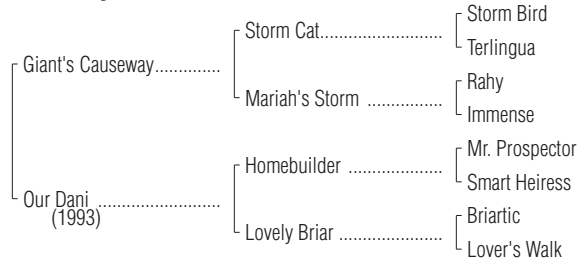 Storm Bird
Storm Cat....................
Terlingua
Giant's Causeway..............
Rahy
Mariah's Storm ..................
Immense
Mr. Prospector
Homebuilder ......................
Smart Heiress
Our Dani ..........................
(1993)
Briartic
Lovely Briar ........................
Lover's Walk